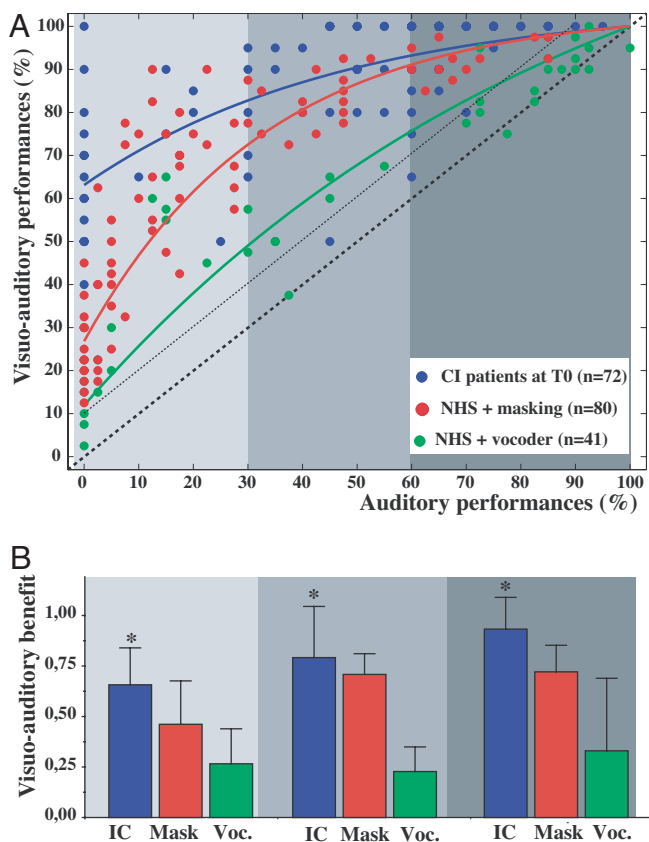 A
Visuo-auditory performances (%)
100
90
80
70
60
50
40
30
20
10
0
CI patients at T0 (n=72)
NHS + masking (n=80)
NHS + vocoder (n=41)
0 10 20 30 40 50 60 70 80 90 100
Auditory performances (%)
B
Visuo-auditory benefit
1,00
0,75
0,50
0,25
0,00
* * *
IC Mask Voc. IC Mask Voc. IC Mask Voc.